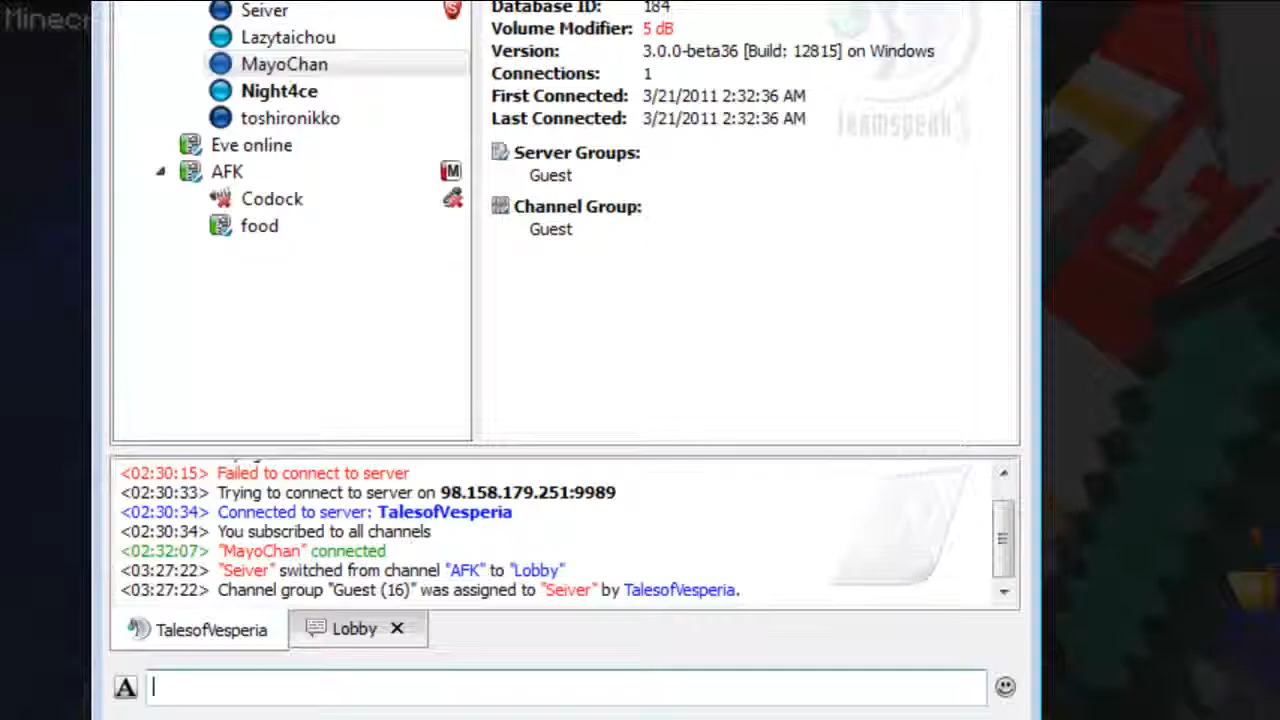 Minecr
Seiver
Lazytaichou
MayoChan
Night4ce
toshironikko
Eve online
AFK
M
Codock
food
Database ID: 184
Volume Modifier: 5 dB
Version: 3.0.0-beta36 [Build: 12815] on Windows
Connections: 1
First Connected: 3/21/2011 2:32:36 AM
Last Connected: 3/21/2011 2:32:36 AM
Server Groups:
Guest
Channel Group:
Guest
teamspeak 3
<02:30:15> Failed to connect to server
<02:30:33> Trying to connect to server on 98.158.179.251:9989
<02:30:34> Connected to server: TalesofVesperia
<02:30:34> You subscribed to all channels
<02:32:07> "MayoChan" connected
<03:27:22> "Seiver" switched from channel "AFK" to "Lobby"
<03:27:22> Channel group "Guest (16)" was assigned to "Seiver" by TalesofVesperia.
TalesofVesperia
Lobby
A